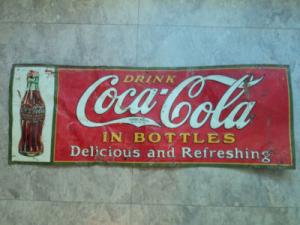 DRINK
Coca-Cola
IN BOTTLES
Delicious and Refreshing